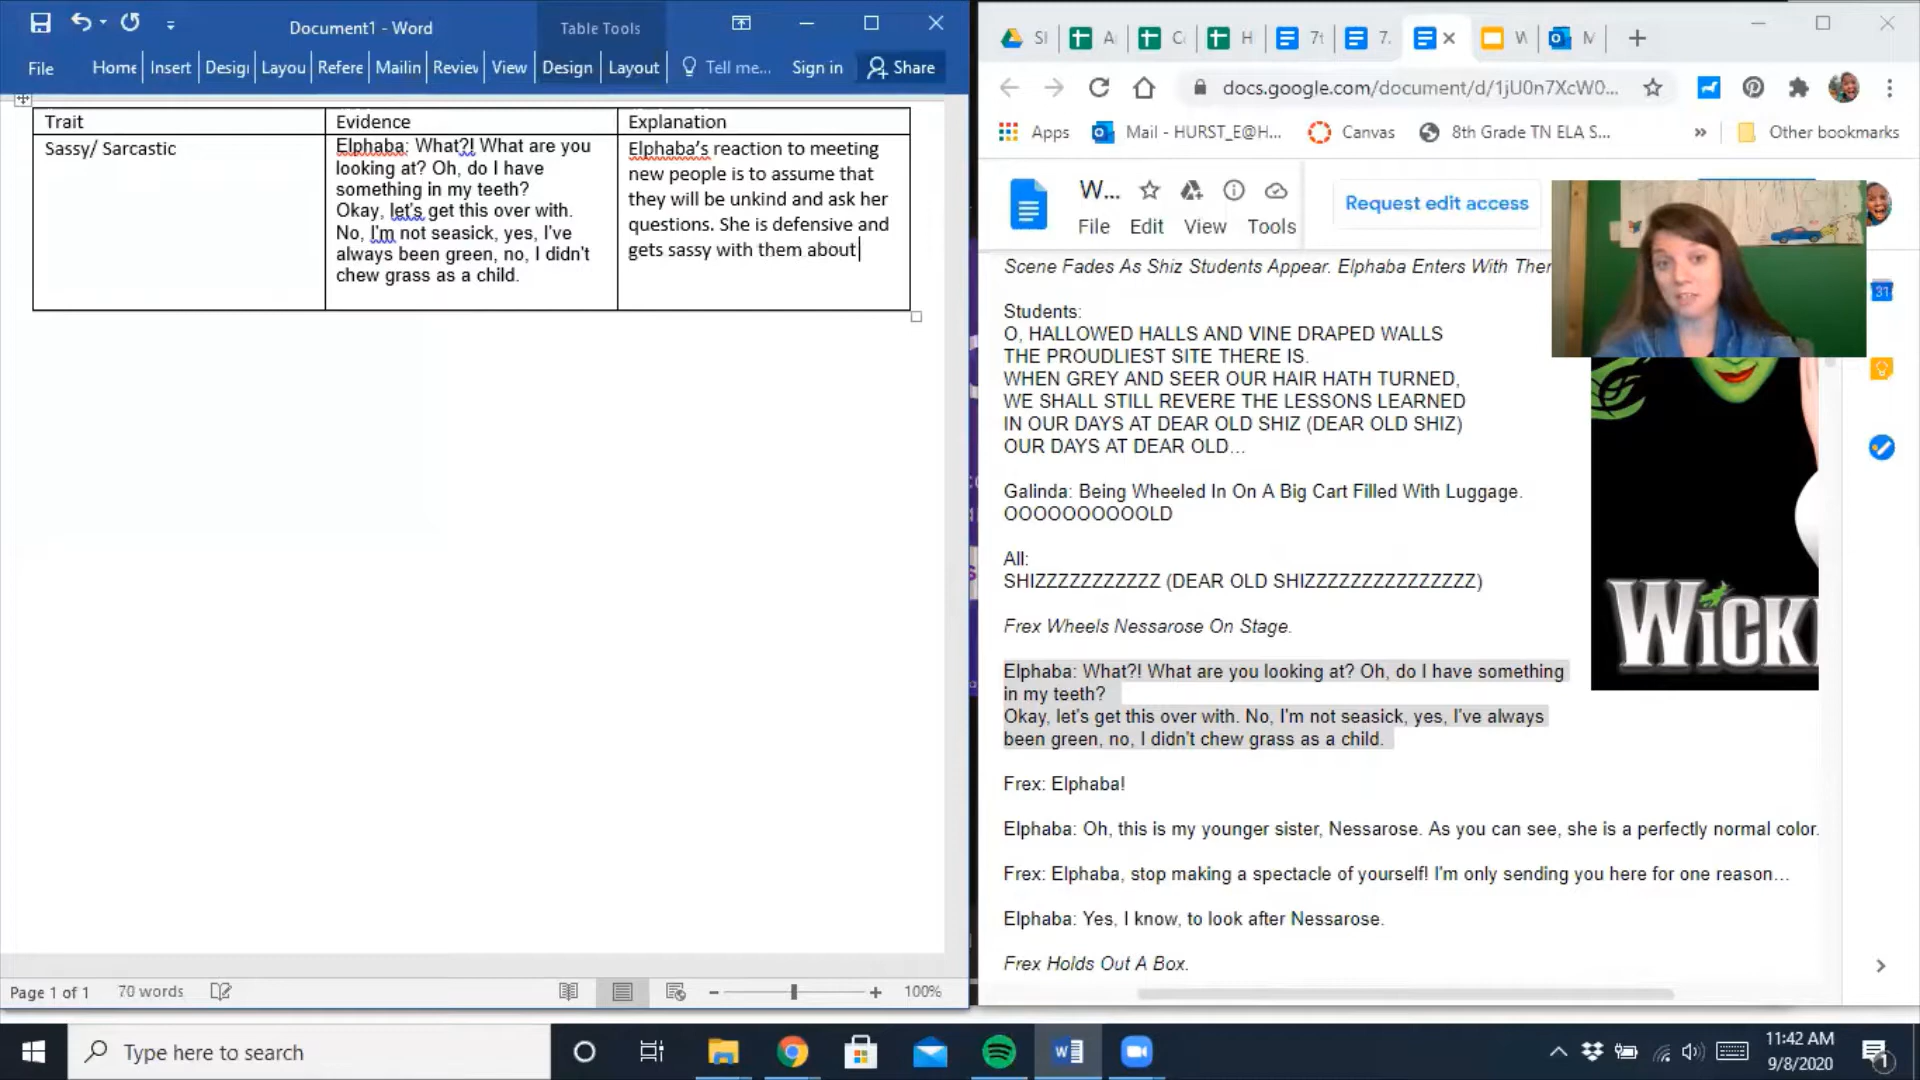 Document1 - Word
Table Tools
File
Home
Insert
Desig
Layou
Refere
Mailin
Review
View
Design
Layout
Tell me...
Sign in
Share
Trait
Evidence
Explanation
Sassy/ Sarcastic
Elphaba: What?! What are you
looking at? Oh, do I have
something in my teeth?
Okay, let's get this over with.
No, I'm not seasick, yes, I've
always been green, no, I didn't
chew grass as a child.
Elphaba's reaction to meeting
new people is to assume that
they will be unkind and ask her
questions. She is defensive and
gets sassy with them about
Page 1 of 1
70 words
100%
docs.google.com/document/d/1jU0n7XcW0...
Apps
Mail - HURST_E@H...
Canvas
8th Grade TN ELA S...
»
Other bookmarks
W...
File
Edit
View
Tools
Request edit access
31
Scene Fades As Shiz Students Appear. Elphaba Enters With Ther
Students:
O, HALLOWED HALLS AND VINE DRAPED WALLS
THE PROUDLIEST SITE THERE IS.
WHEN GREY AND SEER OUR HAIR HATH TURNED,
WE SHALL STILL REVERE THE LESSONS LEARNED
IN OUR DAYS AT DEAR OLD SHIZ (DEAR OLD SHIZ)
OUR DAYS AT DEAR OLD...
Galinda: Being Wheeled In On A Big Cart Filled With Luggage.
OOOOOOOOOOLD
All:
SHIZZZZZZZZZZZ (DEAR OLD SHIZZZZZZZZZZZZZZZ)
Frex Wheels Nessarose On Stage.
Elphaba: What?! What are you looking at? Oh, do I have something
in my teeth?
Okay, let's get this over with. No, I'm not seasick, yes, I've always
been green, no, I didn't chew grass as a child.
Frex: Elphaba!
Elphaba: Oh, this is my younger sister, Nessarose. As you can see, she is a perfectly normal color.
Frex: Elphaba, stop making a spectacle of yourself! I'm only sending you here for one reason...
Elphaba: Yes, I know, to look after Nessarose.
Frex Holds Out A Box.
WICK
Type here to search
11:42 AM
9/8/2020
1